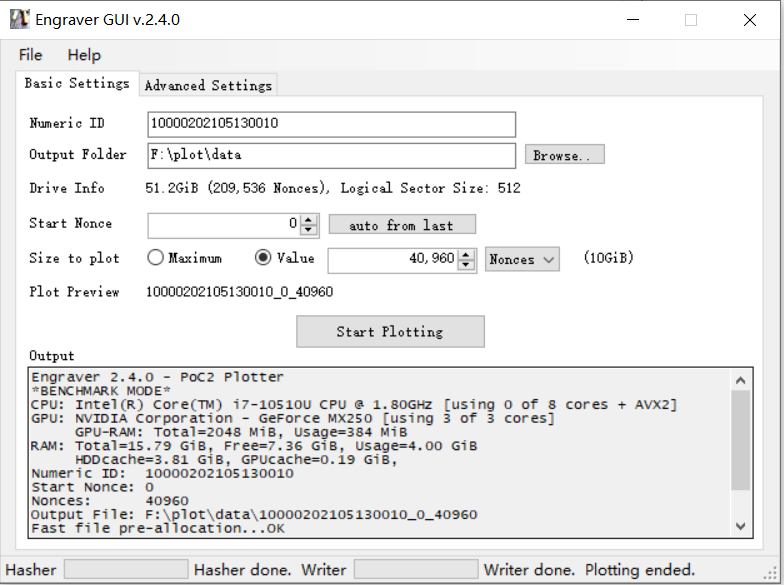 Engraver GUI v.2.4.0
File Help
Basic Settings Advanced Settings
Numeric ID 10000202105130010
Output Folder F:\plot\data Browse..
Drive Info 51.2GiB (209,536 Nonces), Logical Sector Size: 512
Start Nonce 0 auto from last
Size to plot Maximum Value 40,960 Nonces (10GiB)
Plot Preview 10000202105130010_0_40960
Start Plotting
Output
Engraver 2.4.0 - PoC2 Plotter
*BENCHMARK MODE*
CPU: Intel(R) Core(TM) i7-10510U CPU @ 1.80GHz [using 0 of 8 cores + AVX2]
GPU: NVIDIA Corporation - GeForce MX250 [using 3 of 3 cores]
GPU-RAM: Total=2048 MiB, Usage=384 MiB
RAM: Total=15.79 GiB, Free=7.36 GiB, Usage=4.00 GiB
HDDcache=3.81 GiB, GPUcache=0.19 GiB,
Numeric ID: 10000202105130010
Start Nonce: 0
Nonces: 40960
Output File: F:\plot\data\10000202105130010_0_40960
Fast file pre-allocation...OK
Hasher Hasher done. Writer Writer done. Plotting ended.